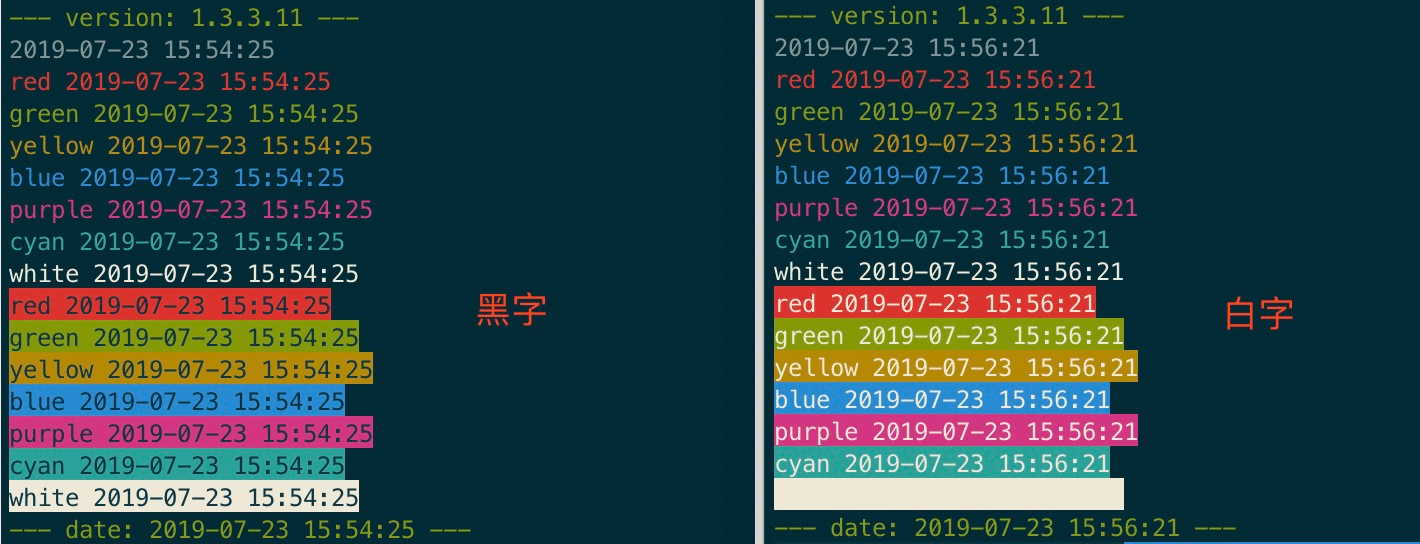 --- version: 1.3.3.11 ---
2019-07-23 15:54:25
red 2019-07-23 15:54:25
green 2019-07-23 15:54:25
yellow 2019-07-23 15:54:25
blue 2019-07-23 15:54:25
purple 2019-07-23 15:54:25
cyan 2019-07-23 15:54:25
white 2019-07-23 15:54:25
red 2019-07-23 15:54:25
green 2019-07-23 15:54:25
yellow 2019-07-23 15:54:25
blue 2019-07-23 15:54:25
purple 2019-07-23 15:54:25
cyan 2019-07-23 15:54:25
white 2019-07-23 15:54:25
--- date: 2019-07-23 15:54:25 ---
黑字
--- version: 1.3.3.11 ---
2019-07-23 15:56:21
red 2019-07-23 15:56:21
green 2019-07-23 15:56:21
yellow 2019-07-23 15:56:21
blue 2019-07-23 15:56:21
purple 2019-07-23 15:56:21
cyan 2019-07-23 15:56:21
white 2019-07-23 15:56:21
red 2019-07-23 15:56:21
green 2019-07-23 15:56:21
yellow 2019-07-23 15:56:21
blue 2019-07-23 15:56:21
purple 2019-07-23 15:56:21
cyan 2019-07-23 15:56:21
--- date: 2019-07-23 15:56:21 ---
白字